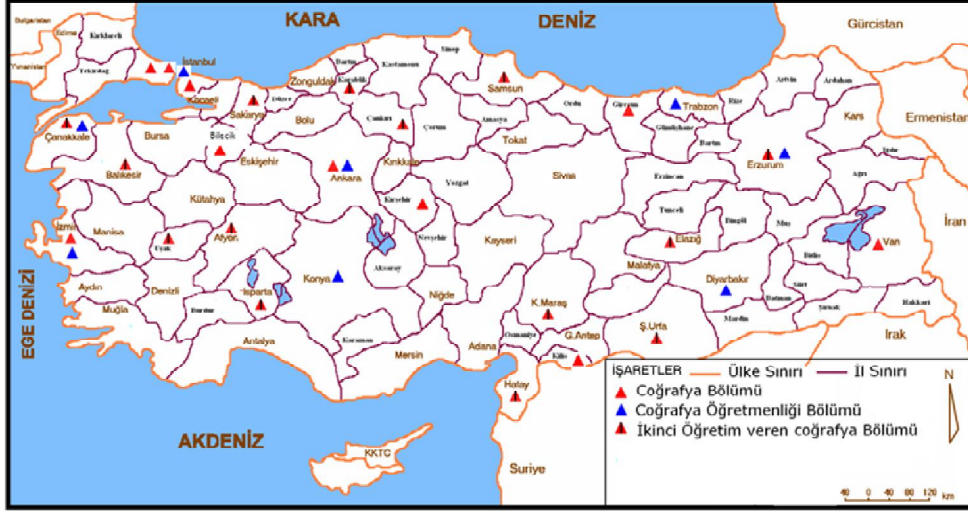 KARA DENİZ
Bulgaristan
Gürcistan
Edirne
Kırklareli
Yunanistan
Tekirdağ
İstanbul
Kocaeli
Sakarya
Düzce
Zonguldak
Bartın
Karabük
Kastamonu
Sinop
Samsun
Bolu
Çankırı
Çorum
Amasya
Ordu
Giresun
Trabzon
Rize
Artvin
Ardahan
Kars
Ermenistan
Çanakkale
Bursa
Bilecik
Balıkesir
Eskişehir
Ankara
Kırıkkale
Tokat
Sivas
Gümüşhane
Bartın
Erzurum
Erzincan
Iğdır
Ağrı
İran
Kütahya
Yozgat
Kırşehir
Nevşehir
Kayseri
Tunceli
Bingöl
Muş
Elazığ
Malatya
Bitlis
Van
İzmir
Manisa
Uşak
Afyon
Konya
Aksaray
Niğde
Diyarbakır
Batman
Siirt
Şırnak
Hakkari
EGE DENİZİ
Aydın
Denizli
Isparta
Burdur
Muğla
Antalya
Karaman
Mersin
Adana
K.Maraş
Osmaniye
G.Antep
Kilis
Ş.Urfa
Mardin
Irak
Hatay
Suriye
AKDENİZ
KKTC
İŞARETLER Ülke Sınırı İl Sınırı
Coğrafya Bölümü
Coğrafya Öğretmenliği Bölümü
İkinci Öğretim veren coğrafya Bölümü
N
40 0 40 80 120
km